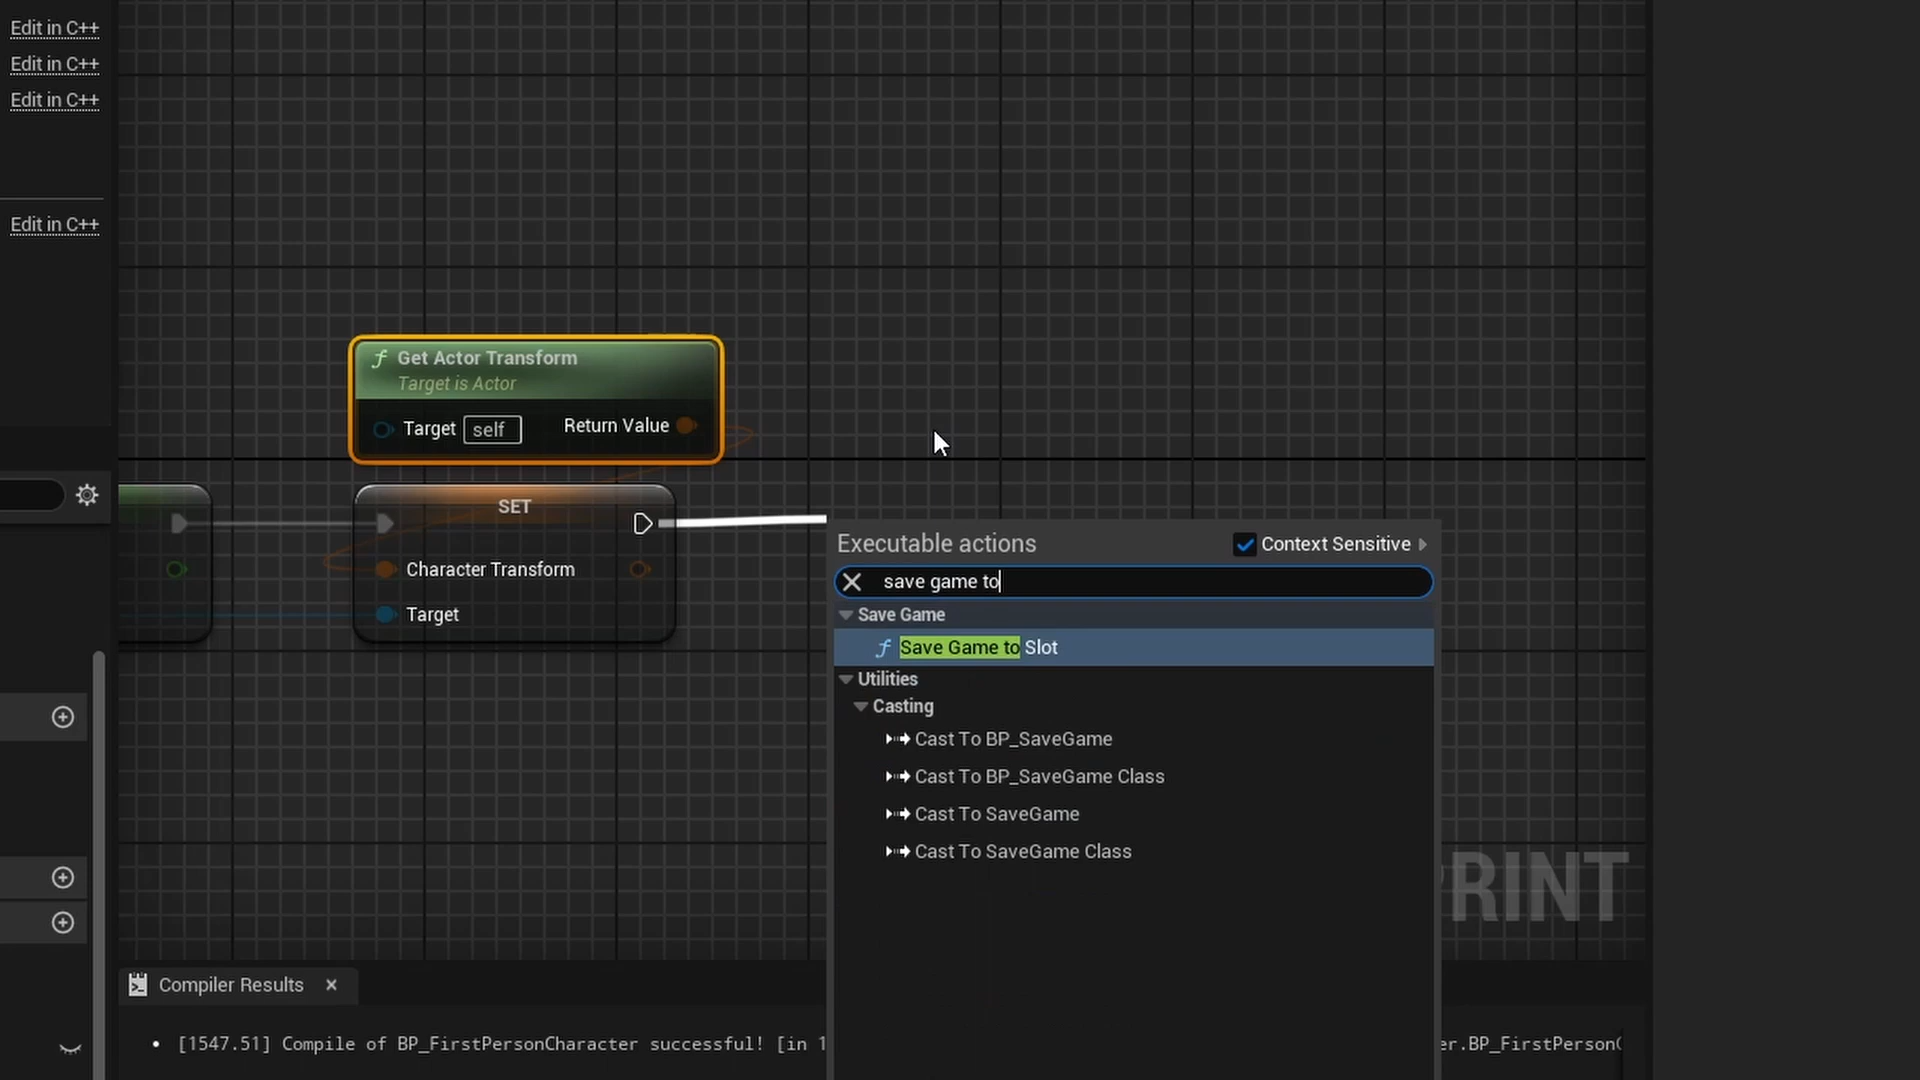 Edit in C++
Edit in C++
Edit in C++
Edit in C++
Get Actor Transform
Target is Actor
Target self Return Value
SET
Character Transform
Target
Executable actions
Context Sensitive
save game to
Save Game
Save Game to Slot
Utilities
Casting
Cast To BP_SaveGame
Cast To BP_SaveGame Class
Cast To SaveGame
Cast To SaveGame Class
RINT
Compiler Results
• [1547.51] Compile of BP_FirstPersonCharacter successful! [in 1
er.BP_FirstPerson